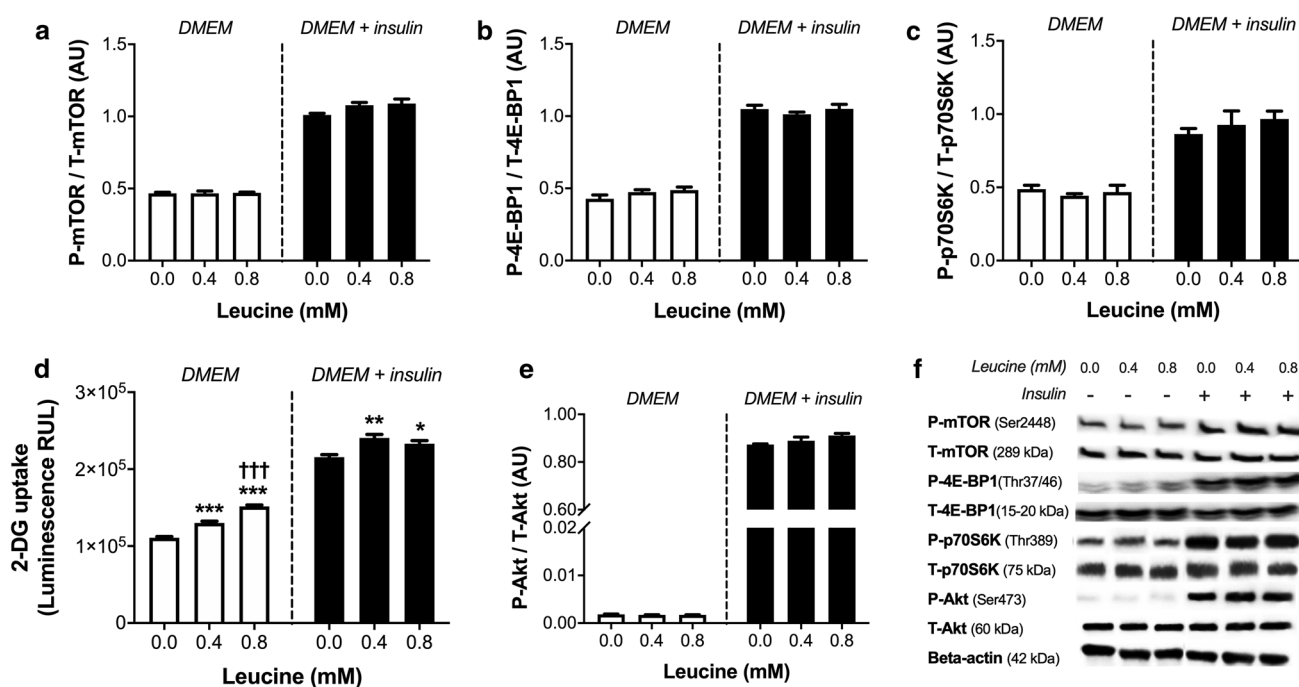 a
DMEM
DMEM + insulin
P-mTOR / T-mTOR (AU)
1.5
1.0
0.5
0.0
0.0 0.4 0.8 0.0 0.4 0.8
Leucine (mM)
b
DMEM
DMEM + insulin
P-4E-BP1 / T-4E-BP1 (AU)
1.5
1.0
0.5
0.0
0.0 0.4 0.8 0.0 0.4 0.8
Leucine (mM)
c
DMEM
DMEM + insulin
P-p70S6K / T-p70S6K (AU)
1.5
1.0
0.5
0.0
0.0 0.4 0.8 0.0 0.4 0.8
Leucine (mM)
d
DMEM
DMEM + insulin
2-DG uptake
(Luminescence RUL)
3×10⁵
2×10⁵
1×10⁵
0
***
†††
***
**
*
0.0 0.4 0.8 0.0 0.4 0.8
Leucine (mM)
e
DMEM
DMEM + insulin
P-Akt / T-Akt (AU)
1.00
0.80
0.60
0.02
0.01
0.00
0.0 0.4 0.8 0.0 0.4 0.8
Leucine (mM)
f
Leucine (mM) 0.0 0.4 0.8 0.0 0.4 0.8
Insulin - - - + + +
P-mTOR (Ser2448)
T-mTOR (289 kDa)
P-4E-BP1(Thr37/46)
T-4E-BP1(15-20 kDa)
P-p70S6K (Thr389)
T-p70S6K (75 kDa)
P-Akt (Ser473)
T-Akt (60 kDa)
Beta-actin (42 kDa)